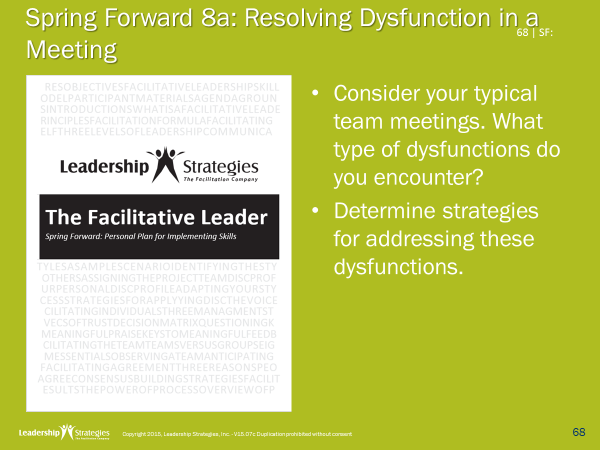 Spring Forward 8a: Resolving Dysfunction in a
Meeting
68 | SF:
RESOBJECTIVESFACILITATIVELEADERSHIPSKILL
ODELPARTICIPANTMATERIALSAGENDAGROUN
SINTRODUCTIONSWHATISAFACILITATIVELEADE
RINCIPLESFACILITATIONFORMULAFACILITATING
ELFTHREELEVELSOFLEADERSHIPCOMMUNICA
Leadership Strategies
The Facilitation Company
The Facilitative Leader
Spring Forward: Personal Plan for Implementing Skills
TYLESASAMPLESCENARIOIDENTIFYINGTHESTY
OTHERSASSIGNINGTHEPROJECTTEAMDISCPROF
URPERSONALDISCPROFILEADAPTINGYOURSTY
CESSSTRATEGIESFORAPPLYYINGDISCTHEVOICE
CILITATINGINDIVIDUALSTHREEMANAGMENTST
VECSOFTRUSTDECISIONMATRIXQUESTIONINGK
MEANINGFULPRAISEKEYSTOMEANINGFULFEEDB
CILITATINGTHETEAMTEAMSVERSUSGROUPSEIG
MESSENTIALSOBSERVINGATEAMANTICIPATING
FACILITATINGAGREEMENTTHREEREASONSPEO
AGREECONSENSUSBUILDINGSTRATEGIESFACILIT
ESULTSTHEPOWEROFPROCESSOVERVIEWOFP
• Consider your typical
team meetings. What
type of dysfunctions do
you encounter?
• Determine strategies
for addressing these
dysfunctions.
Leadership Strategies
The Facilitation Company
Copyright 2015, Leadership Strategies, Inc. - V15.07c Duplication prohibited without consent
68